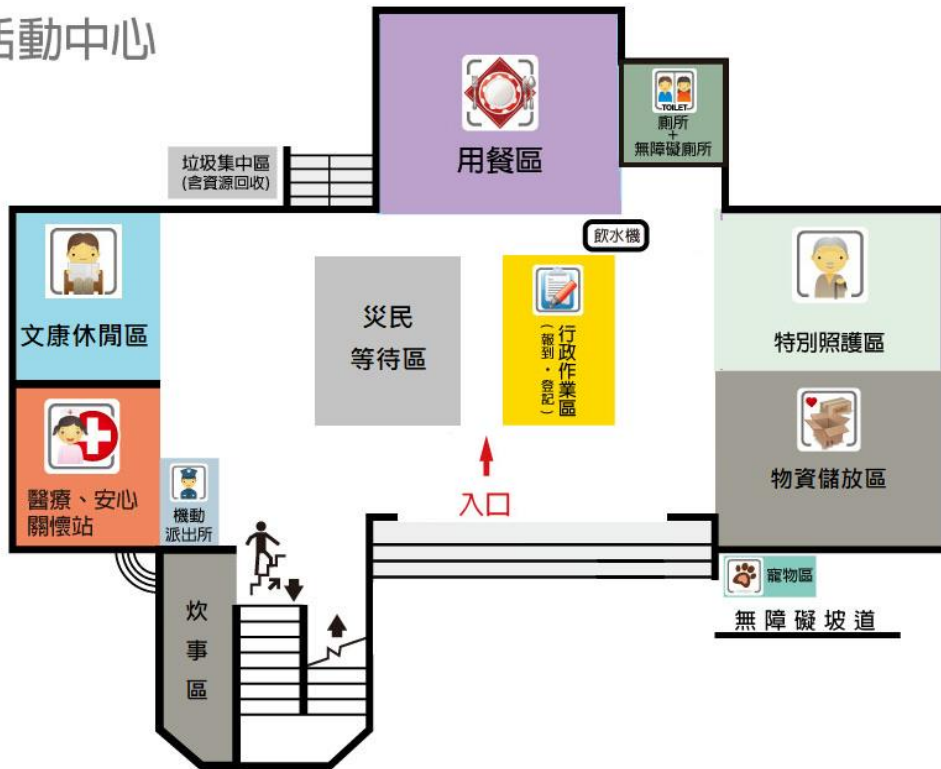 活動中心
用餐區
TOILET
廁所
+
無障礙廁所
垃圾集中區
(含資源回收)
飲水機
文康休閒區
災民
等待區
行政作業區
(報到・登記)
特別照護區
醫療、安心
關懷站
機動
派出所
入口
物資儲放區
寵物區
無障礙坡道
炊事區